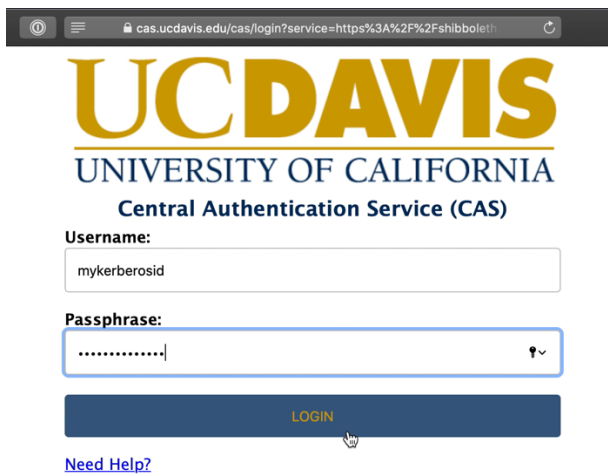 cas.ucdavis.edu/cas/login?service=https%3A%2F%2Fshibboleth
UCDAVIS
UNIVERSITY OF CALIFORNIA
Central Authentication Service (CAS)
Username:
mykerberosid
Passphrase:
••••••••••••••
LOGIN
Need Help?